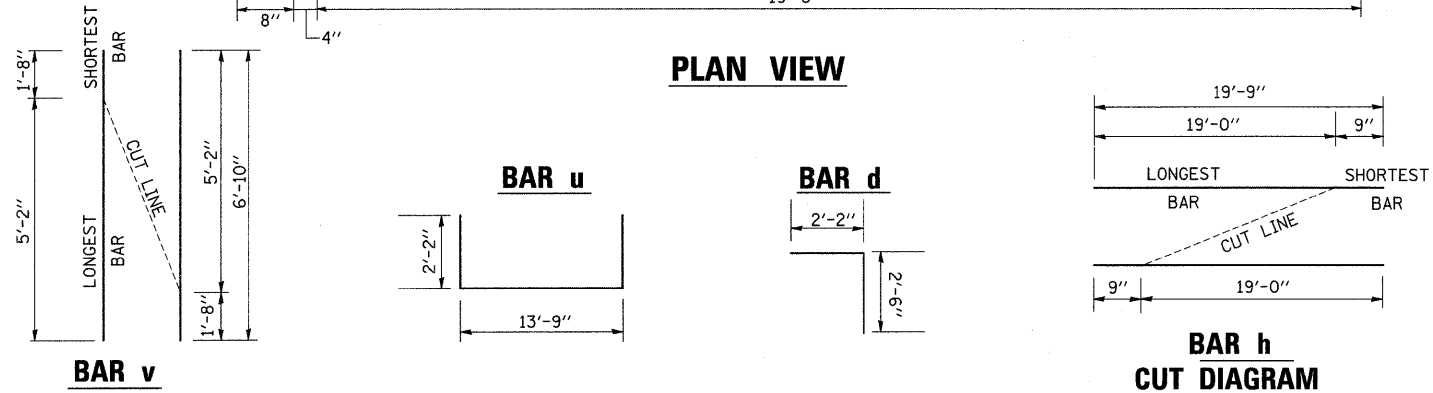 8"
4"
PLAN VIEW
1'-8"
5'-2"
SHORTEST
BAR
LONGEST
BAR
CUT LINE
5'-2"
1'-8"
6'-10"
BAR v
BAR u
2'-2"
13'-9"
BAR d
2'-2"
2'-9"
19'-9"
19'-0"
9"
LONGEST
BAR
SHORTEST
BAR
CUT LINE
9"
19'-0"
BAR h
CUT DIAGRAM